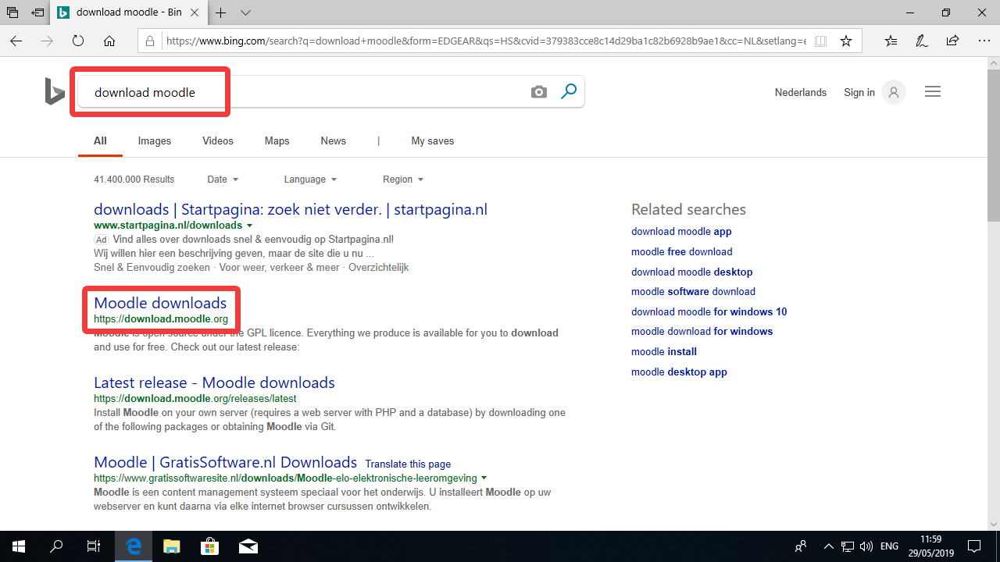 download moodle - Bin
https://www.bing.com/search?q=download+moodle&form=EDGEAR&qs=HS&cvid=379383cce8c14d29ba1c82b6928b9ae1&cc=NL&setlang=e
download moodle
Nederlands Sign in
All Images Videos Maps News | My saves
41.400.000 Results Date Language Region
downloads | Startpagina: zoek niet verder. | startpagina.nl
www.startpagina.nl/downloads
Ad Vind alles over downloads snel & eenvoudig op Startpagina.nl!
Wij willen hier een beschrijving geven, maar de site die u nu ...
Snel & Eenvoudig zoeken · Voor weer, verkeer & meer · Overzichtelijk
Moodle downloads
https://download.moodle.org
Moodle is open source under the GPL licence. Everything we produce is available for you to download
and use for free. Check out our latest release:
Latest release - Moodle downloads
https://download.moodle.org/releases/latest
Install Moodle on your own server (requires a web server with PHP and a database) by downloading one
of the following packages or obtaining Moodle via Git.
Moodle | GratisSoftware.nl Downloads Translate this page
https://www.gratissoftwaresite.nl/downloads/Moodle-elo-elektronische-leeromgeving
Moodle is een content management systeem speciaal voor het onderwijs. U installeert Moodle op uw
webserver en kunt daarna via elke internet browser cursussen ontwikkelen.
Related searches
download moodle app
moodle free download
download moodle desktop
moodle software download
download moodle for windows 10
moodle download for windows
moodle install
moodle desktop app
ENG
11:59
29/05/2019